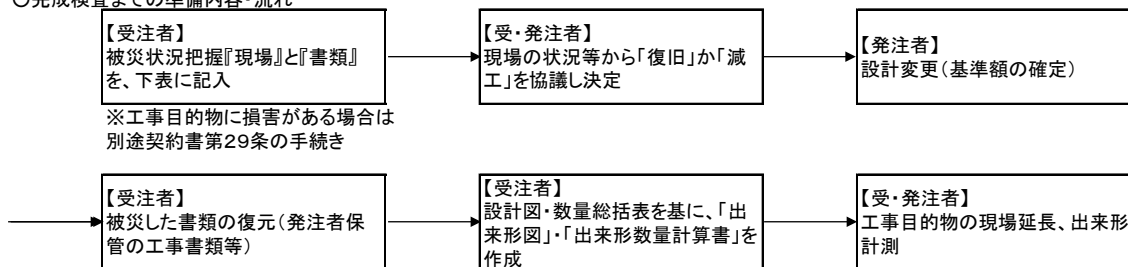 〇完成検査までの準備内容・流れ
【受注者】
被災状況把握『現場』と『書類』
を、下表に記入
【受・発注者】
現場の状況等から「復旧」か「減
工」を協議し決定
【発注者】
設計変更（基準額の確定）
※工事目的物に損害がある場合は
別途契約書第２９条の手続き
【受注者】
被災した書類の復元（発注者保
管の工事書類等）
【受注者】
設計図・数量総括表を基に、「出
来形図」・「出来形数量計算書」を
作成
【受・発注者】
工事目的物の現場延長、出来形
計測